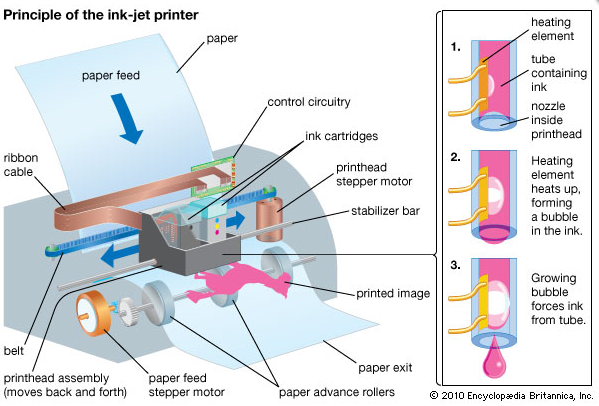 Principle of the ink-jet printer
paper
paper feed
control circuitry
ink cartridges
ribbon
cable
printhead
stepper motor
stabilizer bar
printed image
belt
printhead assembly
(moves back and forth)
paper feed
stepper motor
paper advance rollers
paper exit
1.
heating
element
tube
containing
ink
nozzle
inside
printhead
2.
Heating
element
heats up,
forming
a bubble
in the ink.
3.
Growing
bubble
forces ink
from tube.
© 2010 Encyclopædia Britannica, Inc.